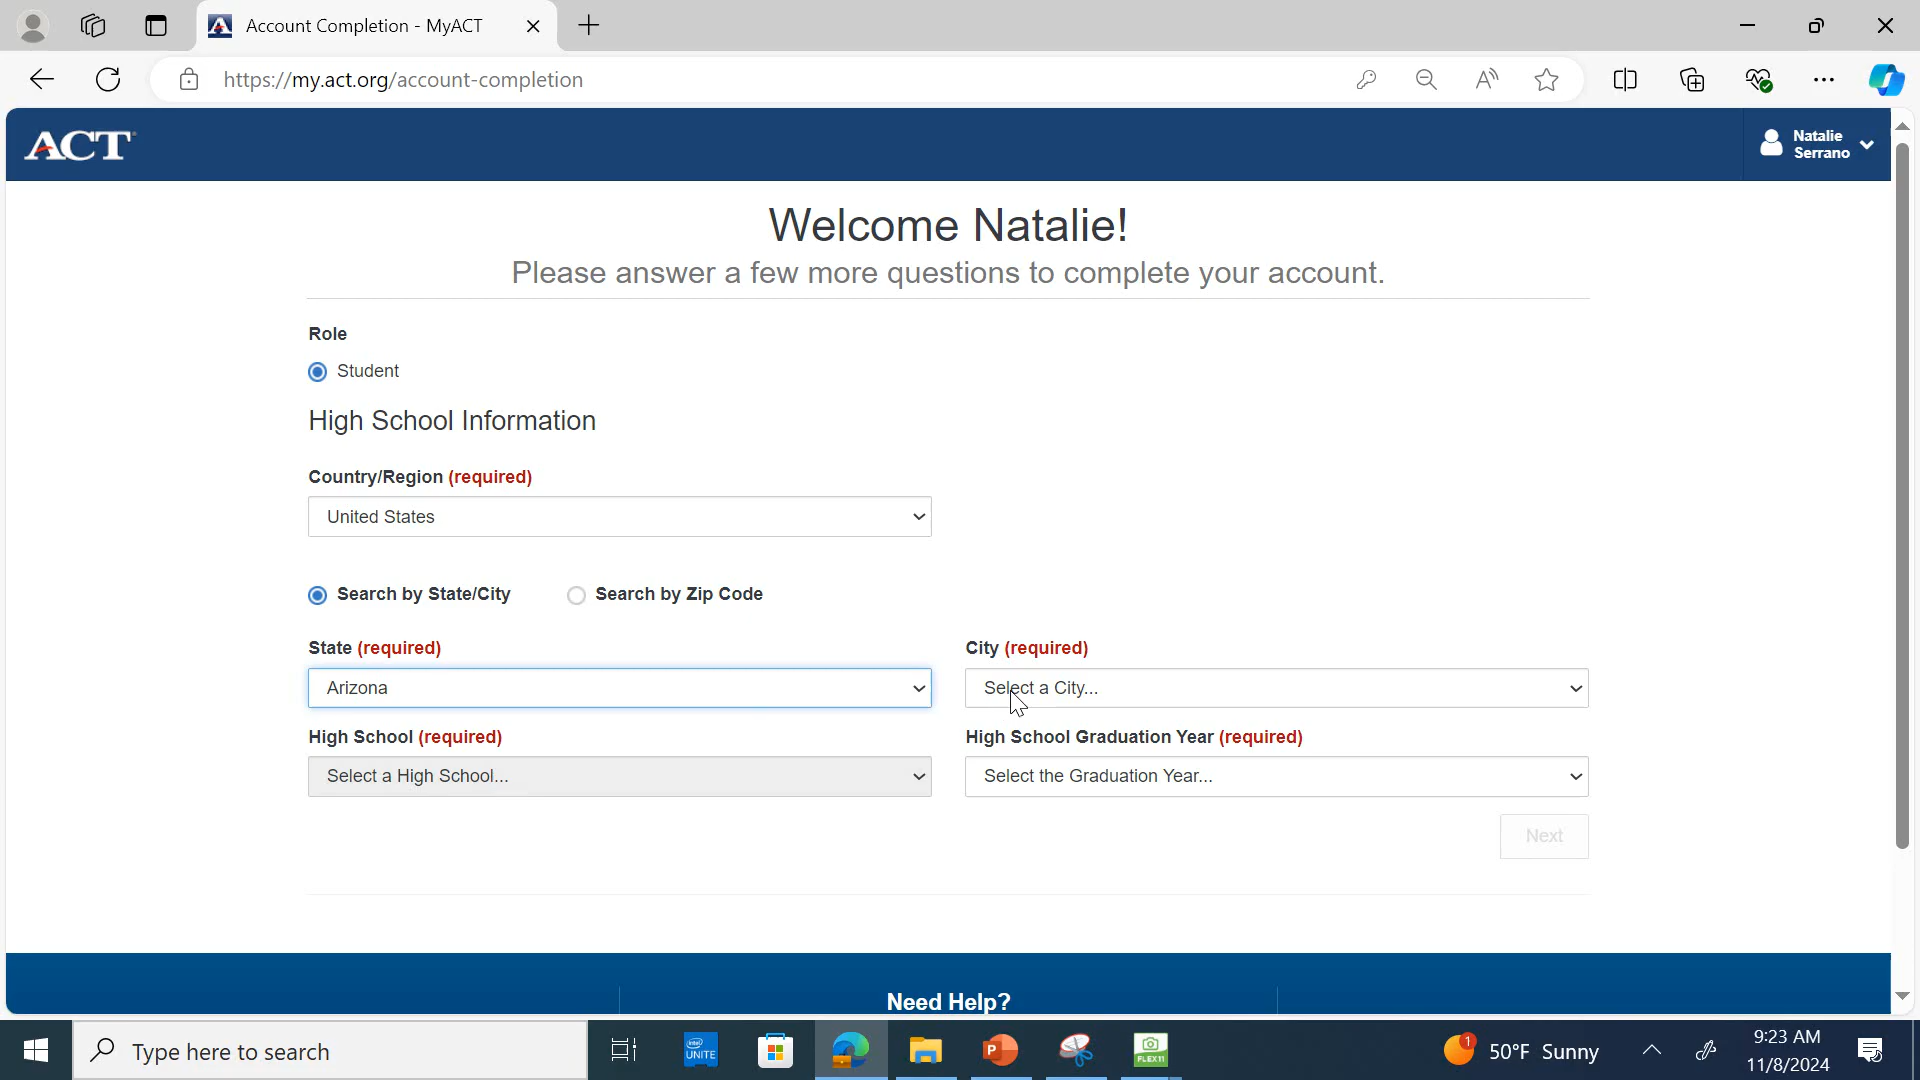 Account Completion - MyACT
https://my.act.org/account-completion
ACT
Natalie
Serrano
Welcome Natalie!
Please answer a few more questions to complete your account.
Role
Student
High School Information
Country/Region (required)
United States
Search by State/City
Search by Zip Code
State (required)
City (required)
Arizona
Select a City...
High School (required)
High School Graduation Year (required)
Select a High School...
Select the Graduation Year...
Next
Need Help?
Type here to search
intel
UNITE
P
FLEX11
1
50°F Sunny
9:23 AM
11/8/2024